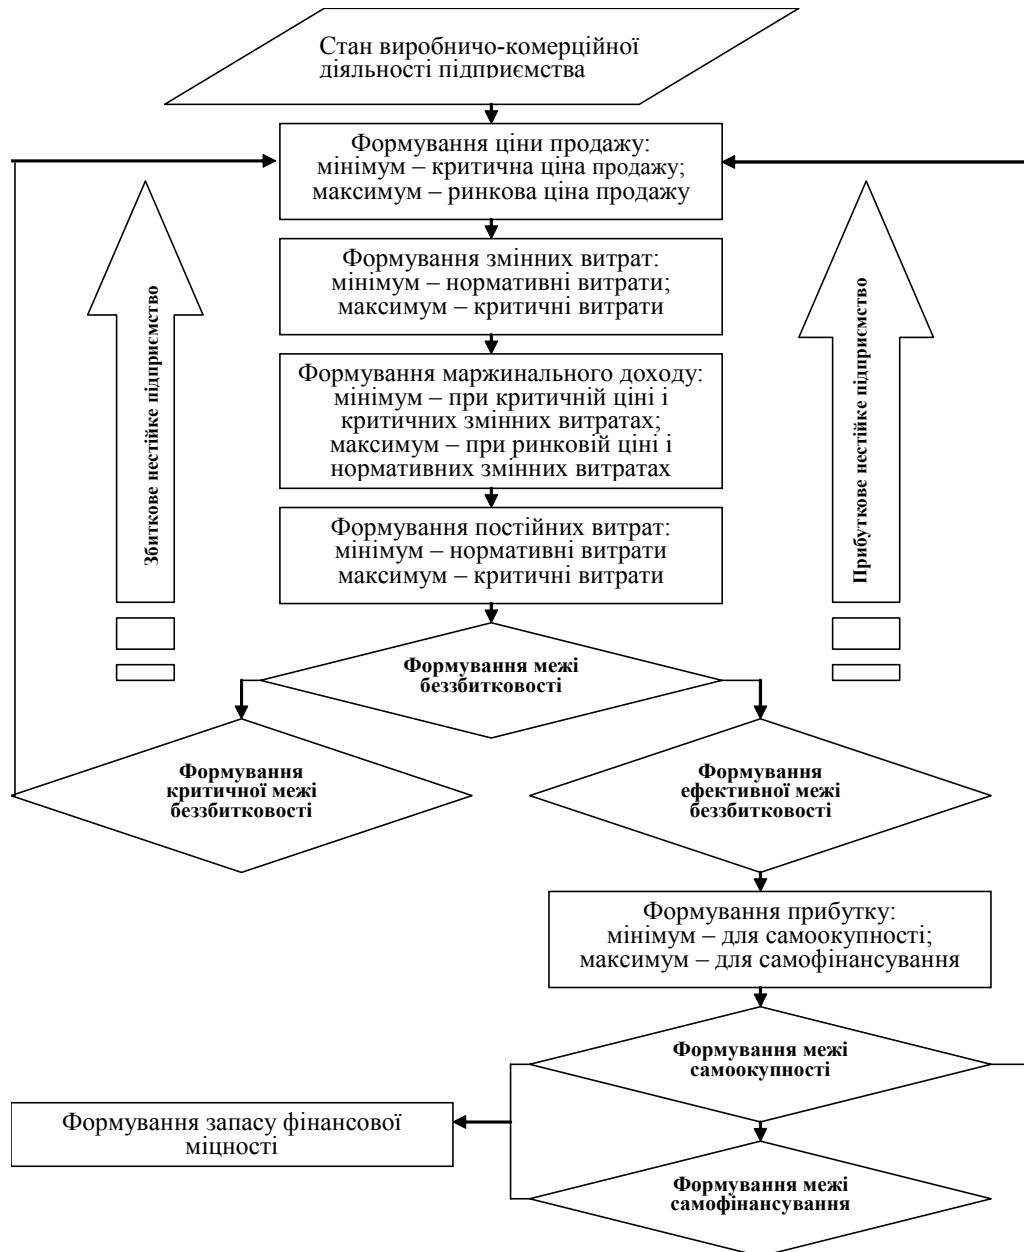 Стан виробничо-комерційної
діяльності підприємства
Формування ціни продажу:
мінімум – критична ціна продажу;
максимум – ринкова ціна продажу
Формування змінних витрат:
мінімум – нормативні витрати;
максимум – критичні витрати
Формування маржинального доходу:
мінімум – при критичній ціні і
критичних змінних витратах;
максимум – при ринковій ціні і
нормативних змінних витратах
Формування постійних витрат:
мінімум – нормативні витрати
максимум – критичні витрати
Збиткове нестійке підприємство
Прибуткове нестійке підприємство
Формування межі
беззбитковості
Формування
критичної межі
беззбитковості
Формування
ефективної межі
беззбитковості
Формування прибутку:
мінімум – для самоокупності;
максимум – для самофінансування
Формування межі
самоокупності
Формування запасу фінансової
міцності
Формування межі
самофінансування